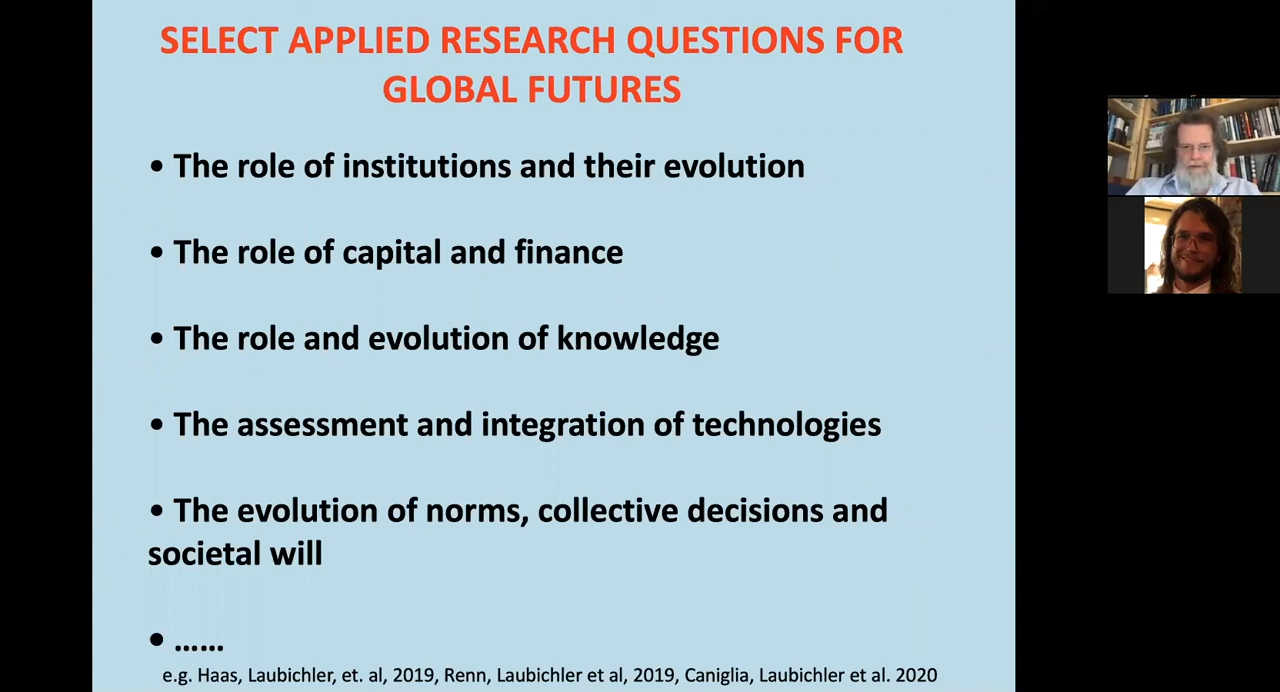 SELECT APPLIED RESEARCH QUESTIONS FOR
GLOBAL FUTURES
• The role of institutions and their evolution
• The role of capital and finance
• The role and evolution of knowledge
• The assessment and integration of technologies
• The evolution of norms, collective decisions and
societal will
• ......
e.g. Haas, Laubichler, et. al, 2019, Renn, Laubichler et al, 2019, Caniglia, Laubichler et al. 2020